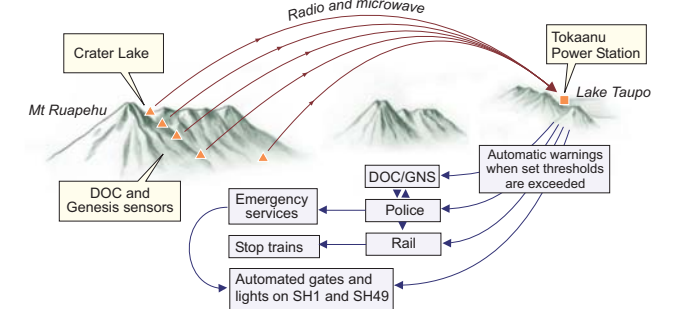 Radio and microwave
Crater Lake
Tokaanu
Power Station
Mt Ruapehu
Lake Taupo
DOC and
Genesis sensors
Automatic warnings
when set thresholds
are exceeded
DOC/GNS
Emergency
services
Police
Stop trains
Rail
Automated gates and
lights on SH1 and SH49